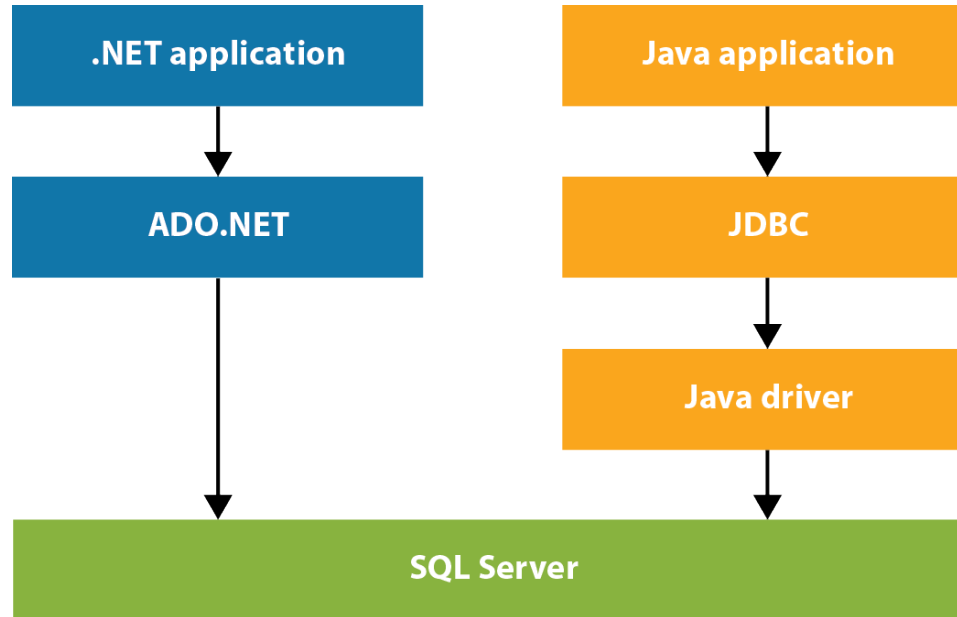 .NET application
Java application
ADO.NET
JDBC
Java driver
SQL Server